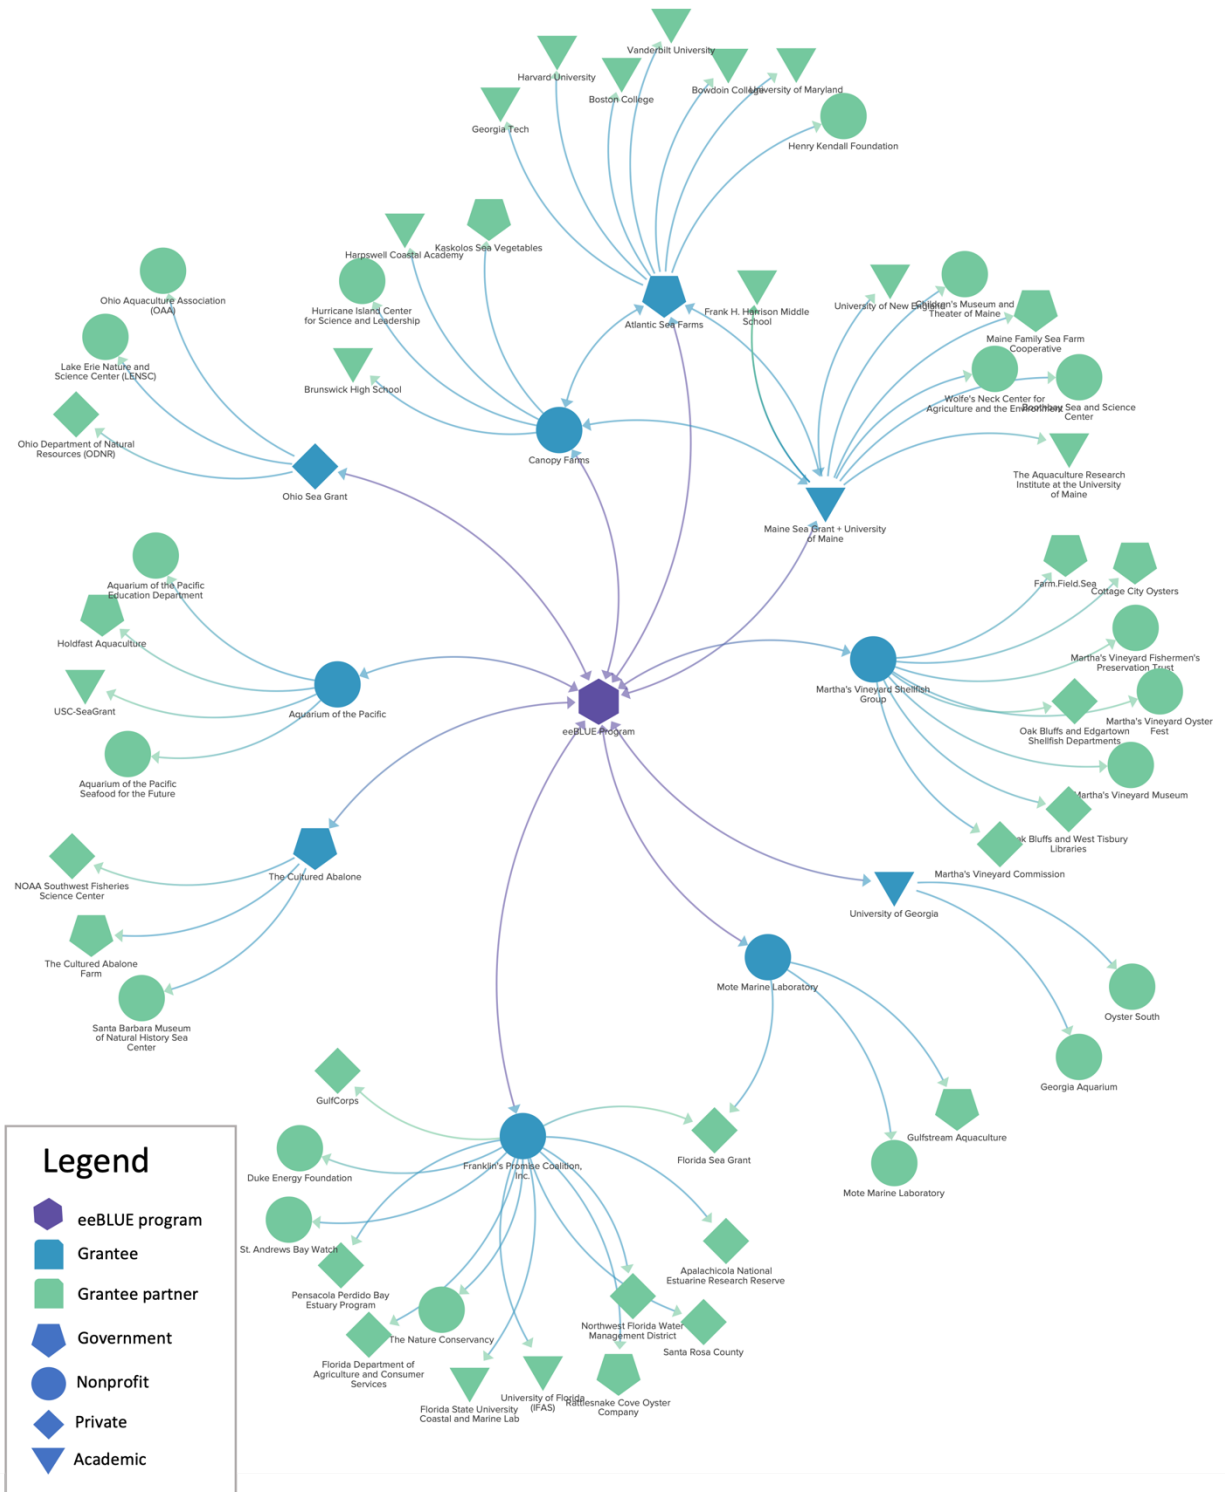 Vanderbilt University
Harvard University
Boston College
Bowdoin College
University of Maryland
Georgia Tech
Henry Kendall Foundation
Kaskolos Sea Vegetables
Harpswell Coastal Academy
Ohio Aquaculture Association
(OAA)
Hurricane Island Center
for Science and Leadership
Atlantic Sea Farms
Frank H. Harrison Middle
School
University of New England
Children's Museum and
Theater of Maine
Maine Family Sea Farm
Cooperative
Lake Erie Nature and
Science Center (LENSC)
Brunswick High School
Wolfe's Neck Center for
Agriculture and the Environment
Boothbay Sea and Science
Center
Ohio Department of Natural
Resources (ODNR)
Canopy Farms
Ohio Sea Grant
The Aquaculture Research
Institute at the University
of Maine
Maine Sea Grant + University
of Maine
Aquarium of the Pacific
Education Department
Farm.Field.Sea
Cottage City Oysters
Holdfast Aquaculture
Martha's Vineyard Fishermen's
Preservation Trust
USC-SeaGrant
Aquarium of the Pacific
Martha's Vineyard Shellfish
Group
eeBLUE Program
Oak Bluffs and Edgartown
Shellfish Departments
Martha's Vineyard Oyster
Fest
Aquarium of the Pacific
Seafood for the Future
Martha's Vineyard Museum
Oak Bluffs and West Tisbury
Libraries
Martha's Vineyard Commission
The Cultured Abalone
NOAA Southwest Fisheries
Science Center
University of Georgia
The Cultured Abalone
Farm
Mote Marine Laboratory
Santa Barbara Museum
of Natural History Sea
Center
Oyster South
Georgia Aquarium
GulfCorps
Gulfstream Aquaculture
Florida Sea Grant
Franklin's Promise Coalition,
Inc.
Duke Energy Foundation
Mote Marine Laboratory
St. Andrews Bay Watch
Apalachicola National
Estuarine Research Reserve
Pensacola Perdido Bay
Estuary Program
The Nature Conservancy
Northwest Florida Water
Management District
Santa Rosa County
Florida Department of
Agriculture and Consumer
Services
Florida State University
Coastal and Marine Lab
University of Florida
(IFAS)
Rattlesnake Cove Oyster
Company
Legend
eeBLUE program
Grantee
Grantee partner
Government
Nonprofit
Private
Academic